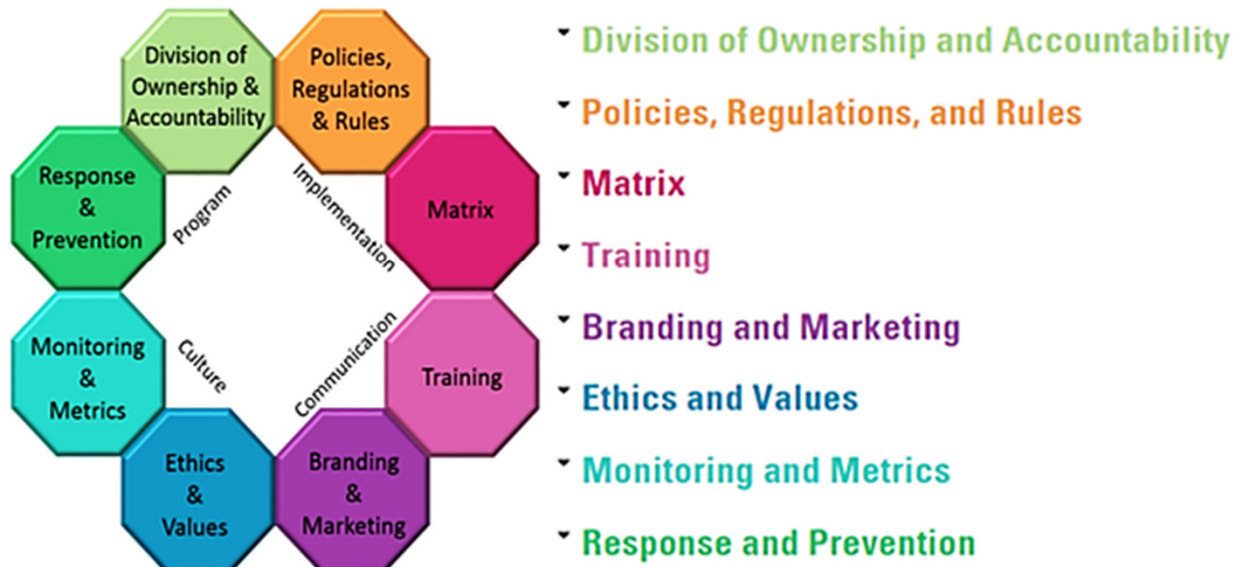 Division of
Ownership &
Accountability
Policies,
Regulations
& Rules
Response
&
Prevention
Matrix
Program
Implementation
Monitoring
&
Metrics
Training
Culture
Communication
Ethics
&
Values
Branding
&
Marketing
Division of Ownership and Accountability
Policies, Regulations, and Rules
Matrix
Training
Branding and Marketing
Ethics and Values
Monitoring and Metrics
Response and Prevention